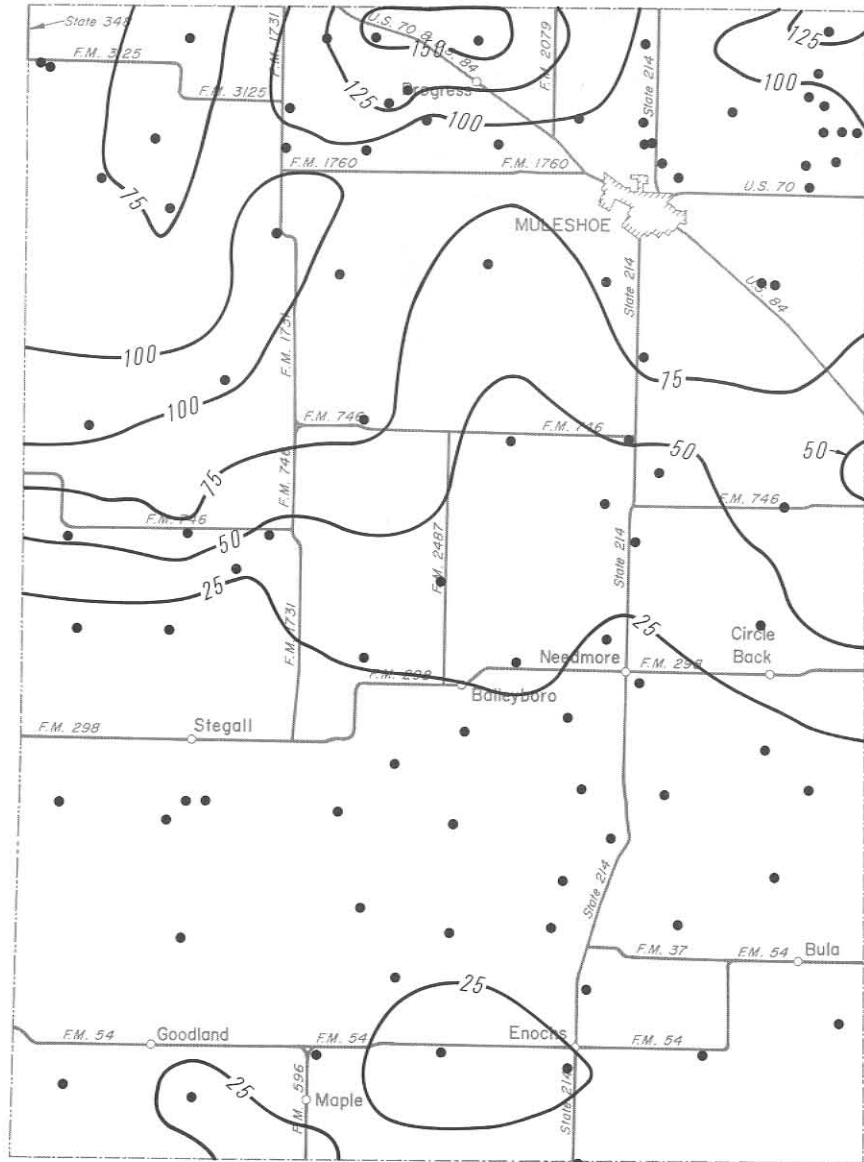 State 348
F.M. 3125
F.M. 1731
U.S. 70 & U.S. 84
150
F.M. 2079
125
100
125
Progress
State 214
100
F.M. 3125
F.M. 1760
F.M. 1760
75
U.S. 70
MULESHOE
State 214
U.S. 84
F.M. 1731
100
75
100
F.M. 746
F.M. 746
50
50
75
F.M. 746
F.M. 746
F.M. 746
50
F.M. 2487
State 214
25
25
F.M. 1731
Circle
Back
Needmore
F.M. 298
F.M. 298
Baileyboro
Stegall
F.M. 298
State 214
F.M. 37
F.M. 54
Bula
25
F.M. 54
Goodland
F.M. 54
Enochs
F.M. 54
25
F.M. 596
Maple
State 214